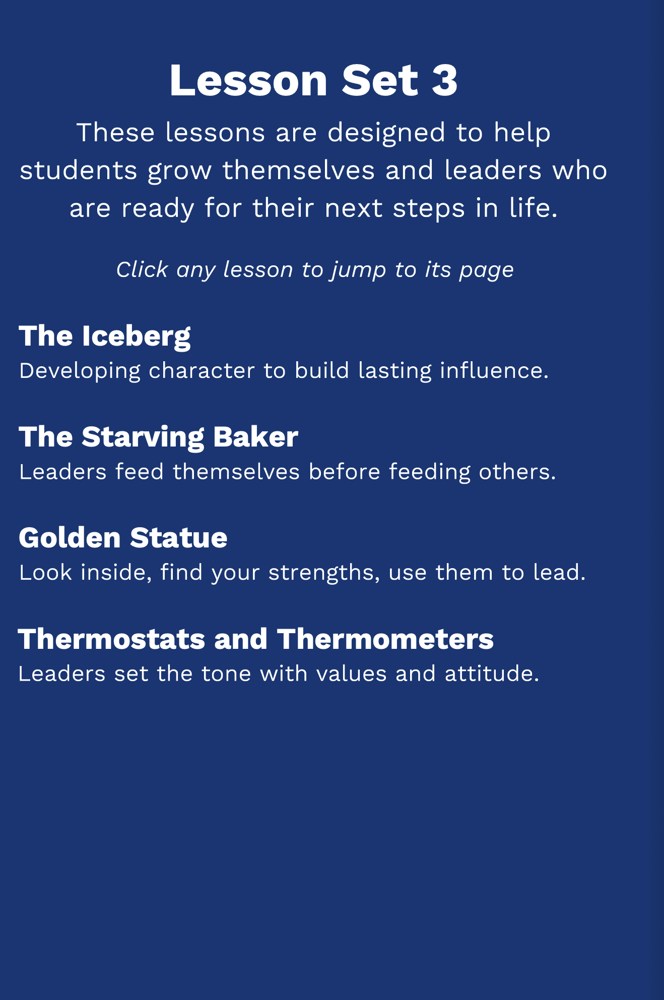 Lesson Set 3
These lessons are designed to help
students grow themselves and leaders who
are ready for their next steps in life.
Click any lesson to jump to its page
The Iceberg
Developing character to build lasting influence.
The Starving Baker
Leaders feed themselves before feeding others.
Golden Statue
Look inside, find your strengths, use them to lead.
Thermostats and Thermometers
Leaders set the tone with values and attitude.